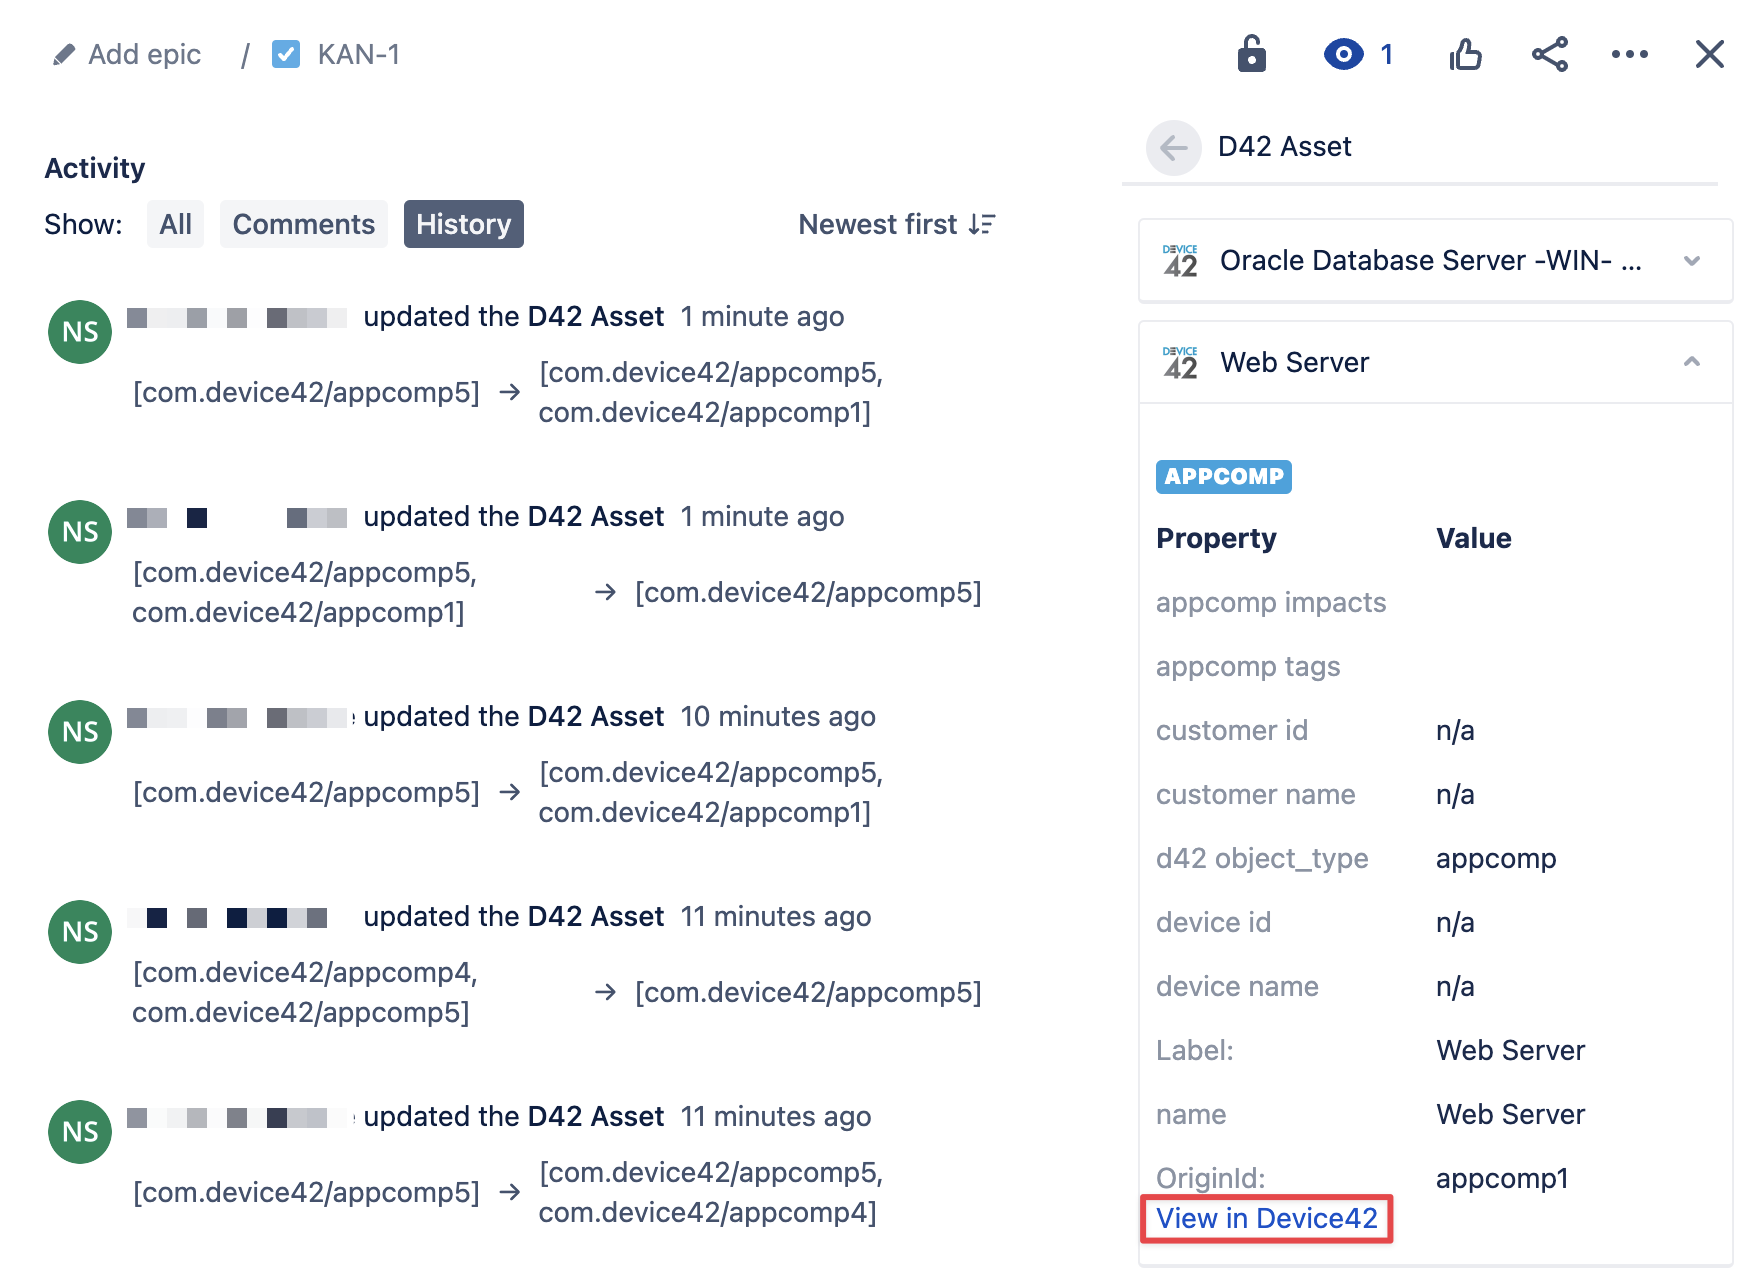 Add epic / KAN-1
1
Activity
Show: All Comments History Newest first
NS updated the D42 Asset 1 minute ago
[com.device42/appcomp5] → [com.device42/appcomp5,
com.device42/appcomp1]
NS updated the D42 Asset 1 minute ago
[com.device42/appcomp5,
com.device42/appcomp1] → [com.device42/appcomp5]
NS updated the D42 Asset 10 minutes ago
[com.device42/appcomp5] → [com.device42/appcomp5,
com.device42/appcomp1]
NS updated the D42 Asset 11 minutes ago
[com.device42/appcomp4,
com.device42/appcomp5] → [com.device42/appcomp5]
NS updated the D42 Asset 11 minutes ago
[com.device42/appcomp5] → [com.device42/appcomp5,
com.device42/appcomp4]
D42 Asset
DEVICE
42 Oracle Database Server -WIN- ...
DEVICE
42 Web Server
APPCOMP
Property Value
appcomp impacts
appcomp tags
customer id n/a
customer name n/a
d42 object_type appcomp
device id n/a
device name n/a
Label: Web Server
name Web Server
OriginId: appcomp1
View in Device42